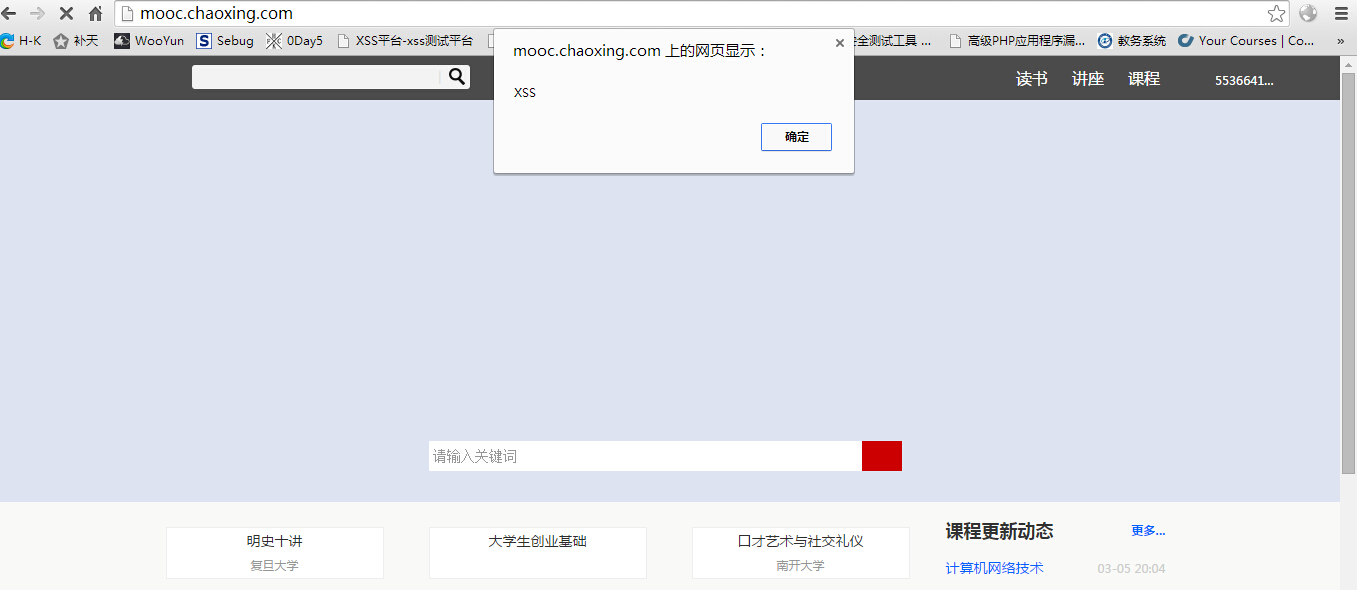 mooc.chaoxing.com
H-K 补天 WooYun Sebug 0Day5 XSS平台-xss测试平台 全测试工具 ... 高级PHP应用程序漏... 教务系统 Your Courses | Co... »
mooc.chaoxing.com 上的网页显示：
XSS
确定
读书 讲座 课程 5536641...
请输入关键词
明史十讲
复旦大学
大学生创业基础
口才艺术与社交礼仪
南开大学
课程更新动态 更多...
计算机网络技术 03-05 20:04